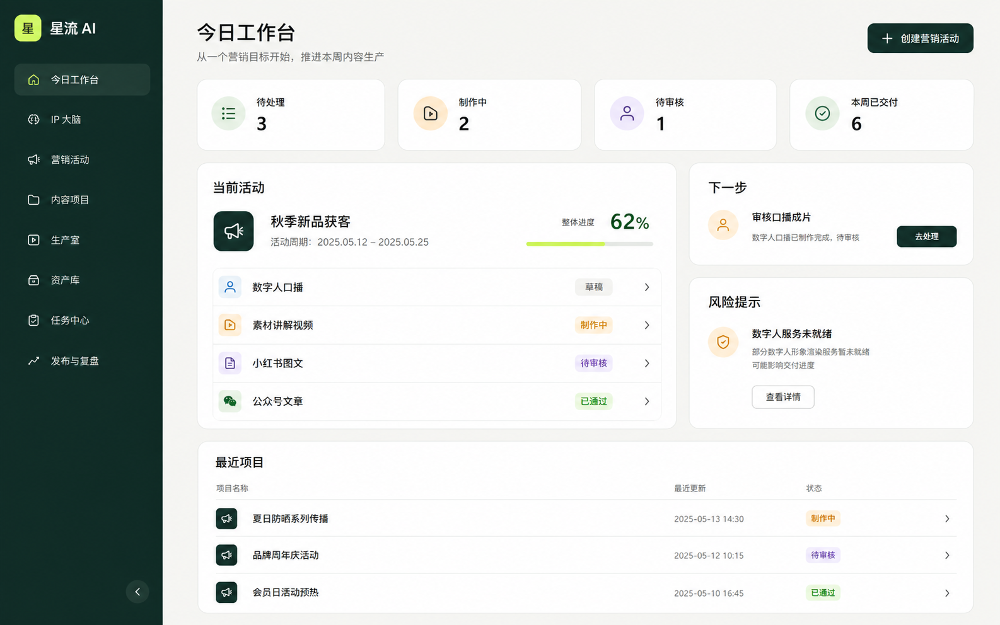 星 星流 AI
今日工作台
IP 大脑
营销活动
内容项目
生产室
资产库
任务中心
发布与复盘
今日工作台
从一个营销目标开始，推进本周内容生产
创建营销活动
待处理
3
制作中
2
待审核
1
本周已交付
6
当前活动
秋季新品获客
活动周期：2025.05.12 – 2025.05.25
整体进度 62%
数字人口播 草稿
素材讲解视频 制作中
小红书图文 待审核
公众号文章 已通过
下一步
审核口播成片
数字人口播已制作完成，待审核
去处理
风险提示
数字人服务未就绪
部分数字人形象渲染服务暂未就绪
可能影响交付进度
查看详情
最近项目
项目名称 最近更新 状态
夏日防晒系列传播 2025-05-13 14:30 制作中
品牌周年庆活动 2025-05-12 10:15 待审核
会员日活动预热 2025-05-10 16:45 已通过